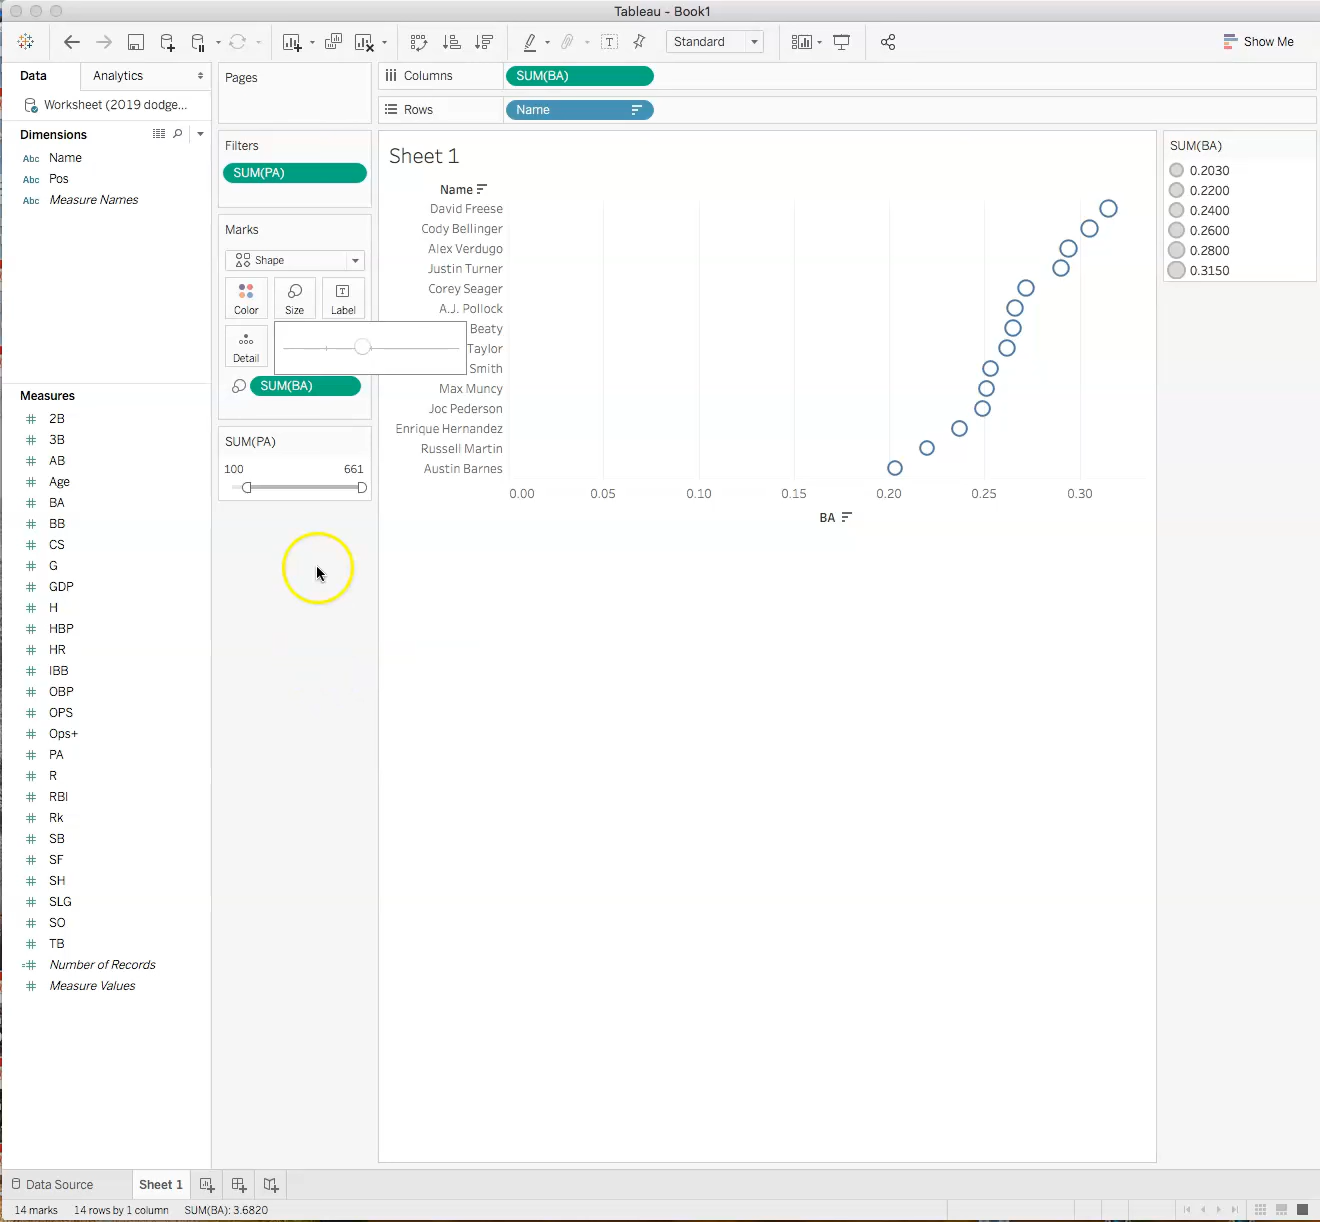 Tableau - Book1
Standard
Show Me
Data
Analytics
Worksheet (2019 dodge...
Dimensions
Abc Name
Abc Pos
Abc Measure Names
Measures
2B
3B
AB
Age
BA
BB
CS
G
GDP
H
HBP
HR
IBB
OBP
OPS
Ops+
PA
R
RBI
Rk
SB
SF
SH
SLG
SO
TB
Number of Records
Measure Values
Pages
Filters
SUM(PA)
Marks
Shape
Color Size Label
Detail
SUM(BA)
SUM(PA)
100 661
Columns SUM(BA)
Rows Name
Sheet 1
Name
David Freese
Cody Bellinger
Alex Verdugo
Justin Turner
Corey Seager
A.J. Pollock
Beaty
Taylor
Smith
Max Muncy
Joc Pederson
Enrique Hernandez
Russell Martin
Austin Barnes
0.00 0.05 0.10 0.15 0.20 0.25 0.30
BA
SUM(BA)
0.2030
0.2200
0.2400
0.2600
0.2800
0.3150
Data Source
Sheet 1
14 marks 14 rows by 1 column SUM(BA): 3.6820